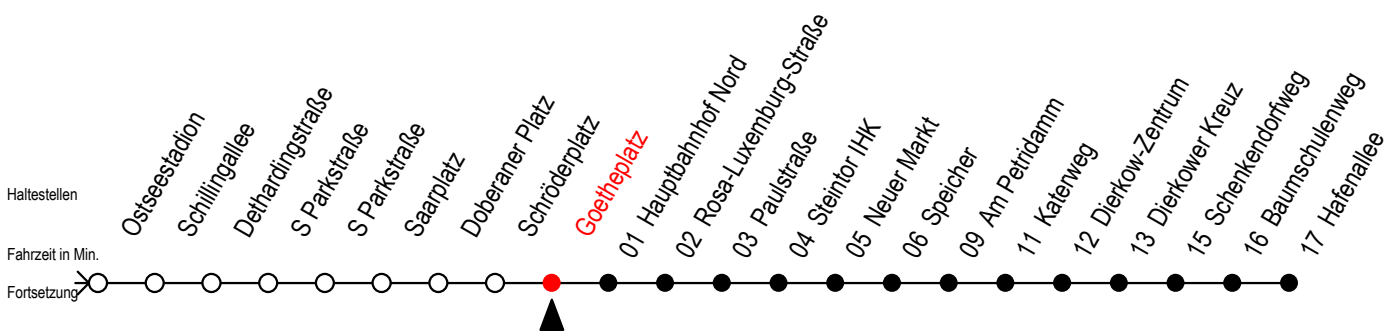 Haltestellen
Ostseestadion
Schillingallee
Dethardingstraße
S Parkstraße
S Parkstraße
Saarplatz
Doberaner Platz
Schröderplatz
Goetheplatz
01 Hauptbahnhof Nord
02 Rosa-Luxemburg-Straße
03 Paulstraße
04 Steintor IHK
05 Neuer Markt
06 Speicher
09 Am Petridamm
11 Katenweg
12 Dierkow-Zentrum
13 Dierkower Kreuz
15 Schenkendorfweg
16 Baumschulenweg
17 Hafenallee
Fahrzeit in Min.
Fortsetzung